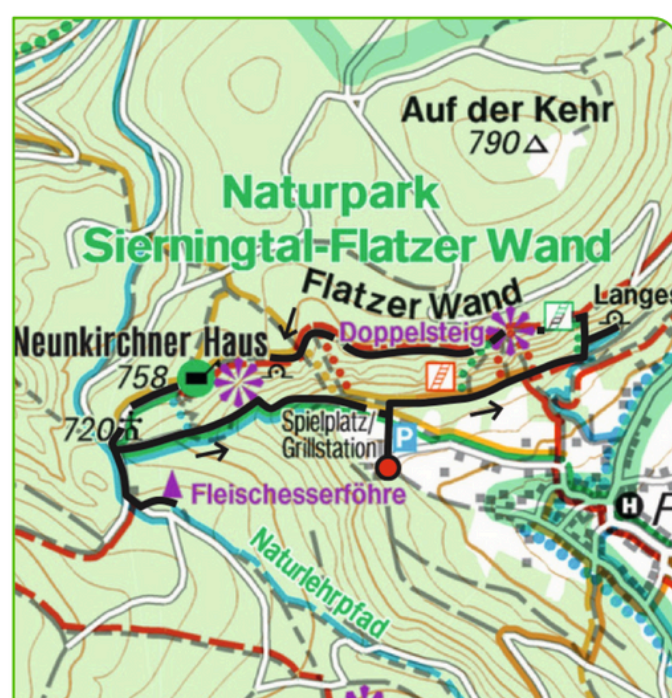 Auf der Kehr
790
Naturpark
Sierningtal-Flatzer Wand
Flatzer Wand
Langes
Doppelsteig
Neunkirchner Haus
758
720
Spielplatz/
Grillstation
P
Fleischesserföhre
H
Naturlehrpfad